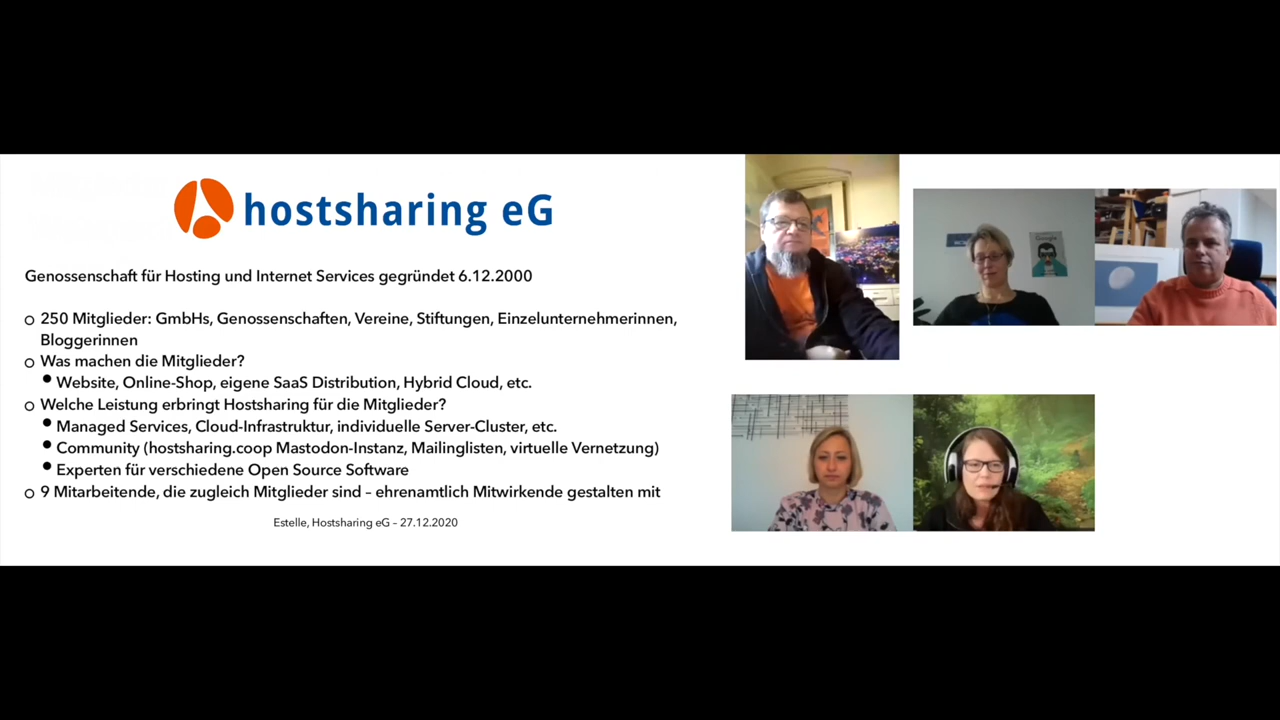 hostsharing eG
Genossenschaft für Hosting und Internet Services gegründet 6.12.2000
250 Mitglieder: GmbHs, Genossenschaften, Vereine, Stiftungen, Einzelunternehmerinnen,
Bloggerinnen
Was machen die Mitglieder?
Website, Online-Shop, eigene SaaS Distribution, Hybrid Cloud, etc.
Welche Leistung erbringt Hostsharing für die Mitglieder?
Managed Services, Cloud-Infrastruktur, individuelle Server-Cluster, etc.
Community (hostsharing.coop Mastodon-Instanz, Mailinglisten, virtuelle Vernetzung)
Experten für verschiedene Open Source Software
9 Mitarbeitende, die zugleich Mitglieder sind – ehrenamtlich Mitwirkende gestalten mit
Estelle, Hostsharing eG – 27.12.2020
Google